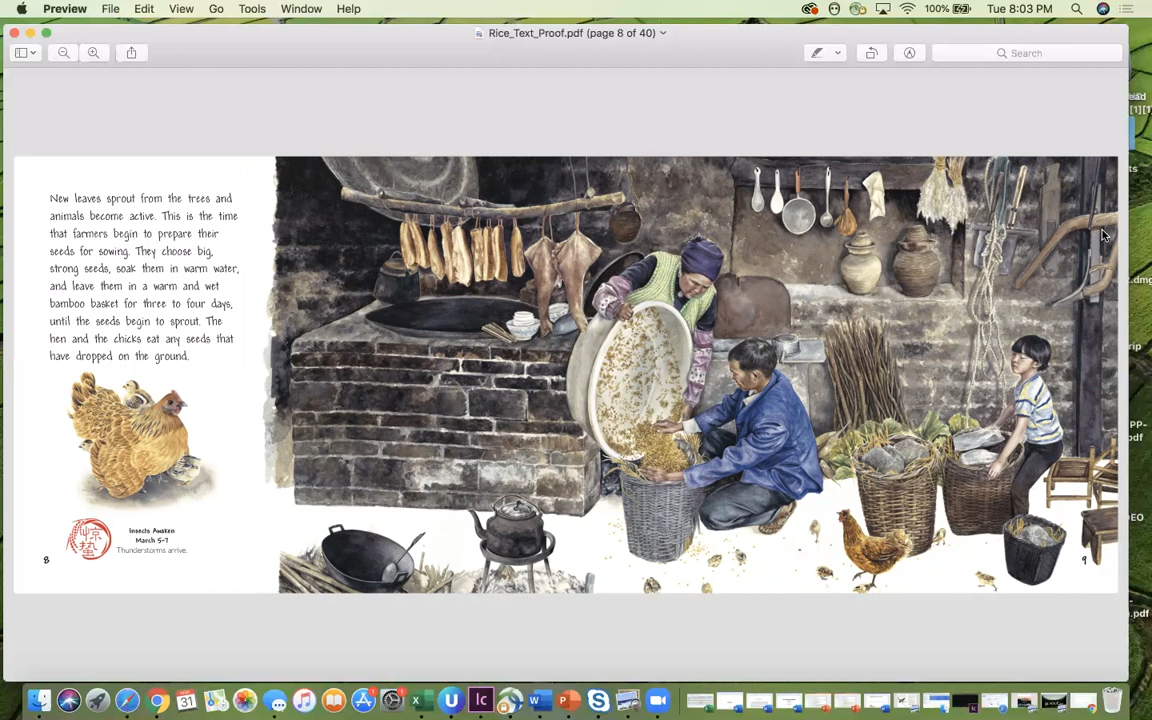 Preview File Edit View Go Tools Window Help 100% Tue 8:03 PM
Rice_Text_Proof.pdf (page 8 of 40)
Search
New leaves sprout from the trees and
animals become active. This is the time
that farmers begin to prepare their
seeds for sowing. They choose big,
strong seeds, soak them in warm water,
and leave them in a warm and wet
bamboo basket for three to four days,
until the seeds begin to sprout. The
hen and the chicks eat any seeds that
have dropped on the ground.
惊蛰
Insects Awaken
March 5-7
Thunderstorms arrive.
8
9